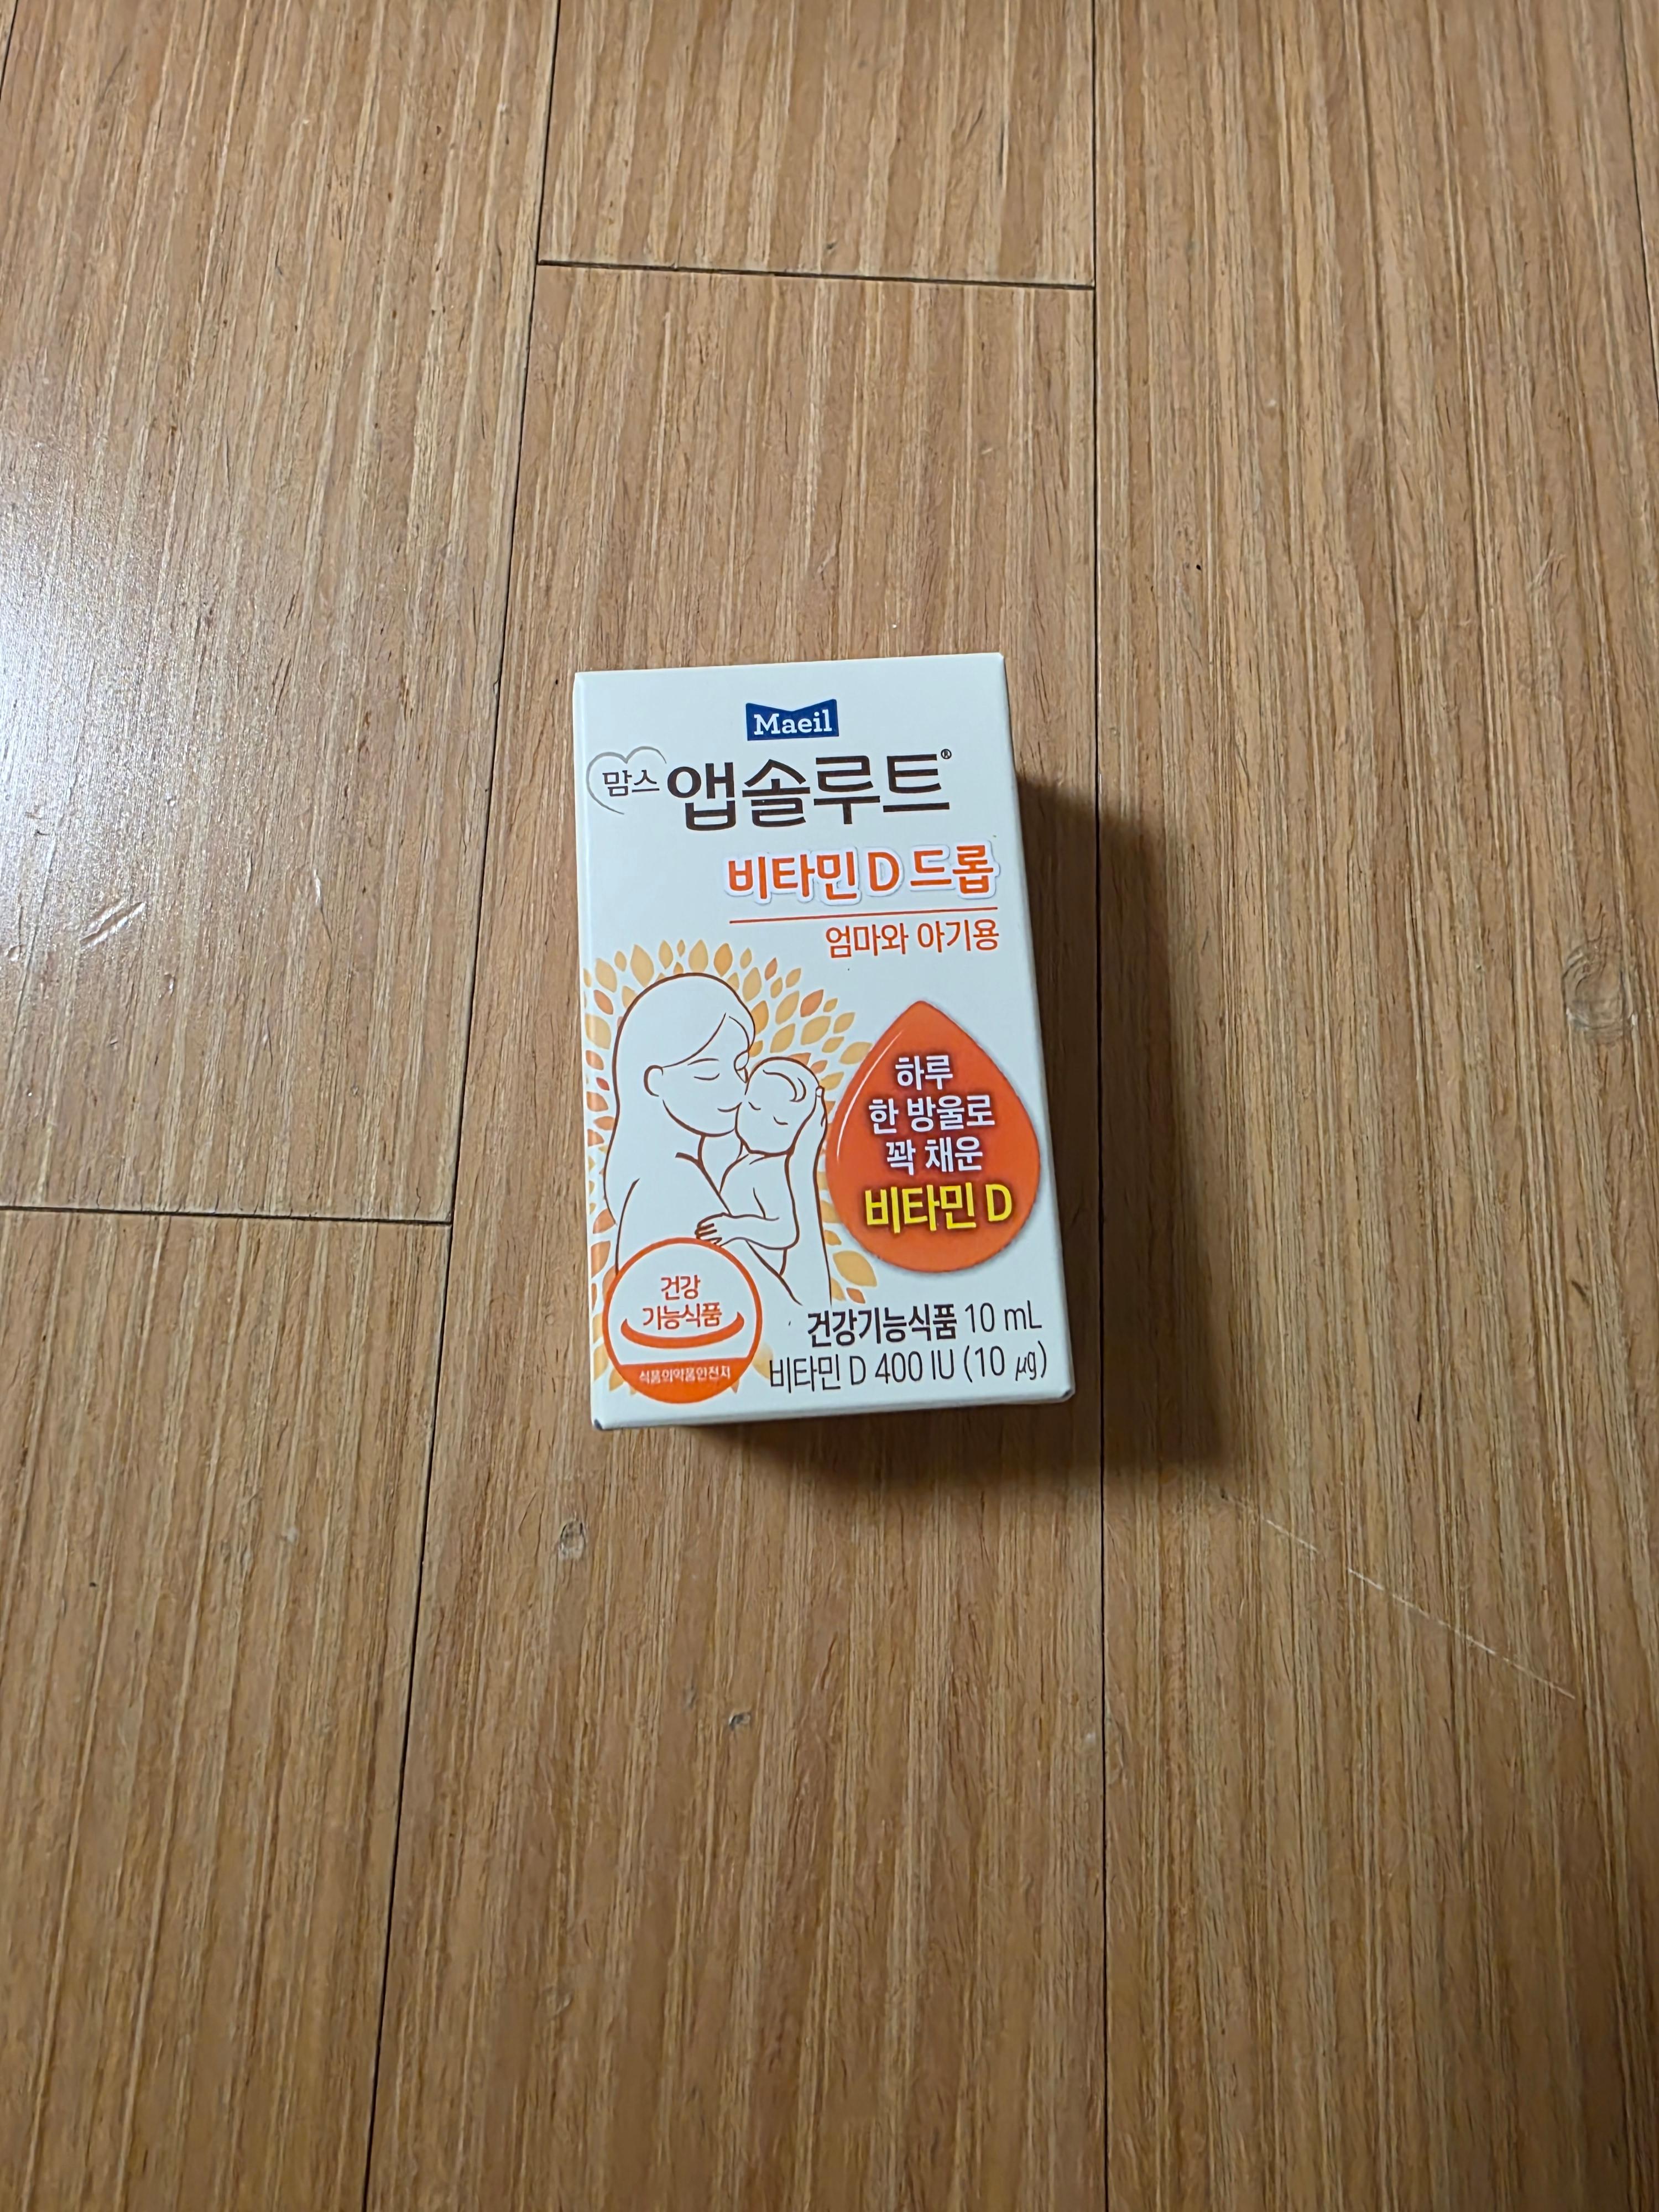 Maeil
맘스 앱솔루트®
비타민 D 드롭
엄마와 아기용
하루
한 방울로
꽉 채운
비타민 D
건강
기능식품
식품의약품안전처
건강기능식품 10 mL
비타민 D 400 IU (10 ㎍)